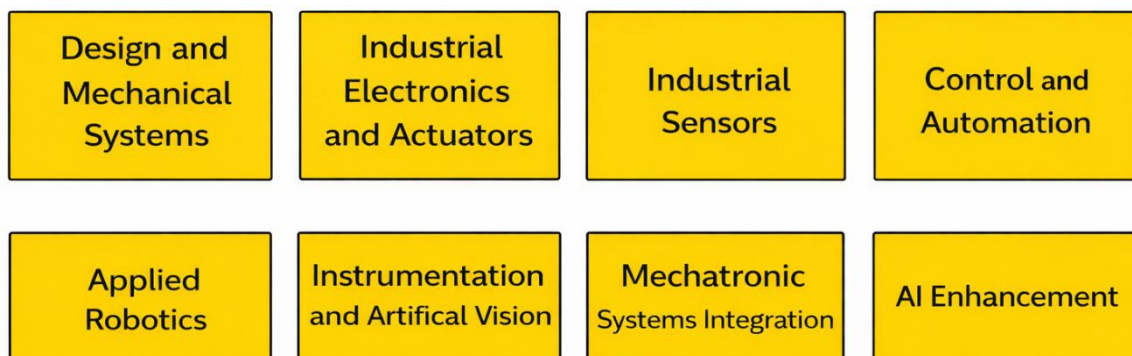 Design and
Mechanical
Systems
Industrial
Electronics
and Actuators
Industrial
Sensors
Control and
Automation
Applied
Robotics
Instrumentation
and Artifical Vision
Mechatronic
Systems Integration
AI Enhancement